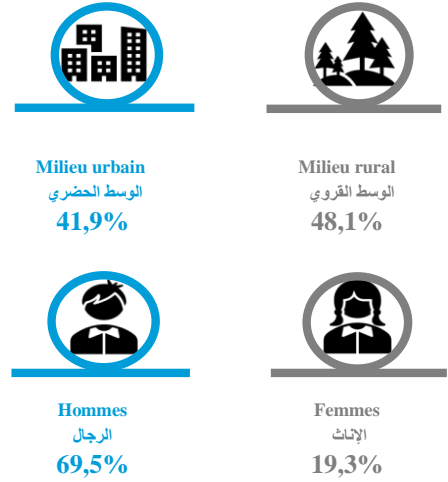 Milieu urbain
الوسط الحضري
41,9%
Milieu rural
الوسط القروي
48,1%
Hommes
الرجال
69,5%
Femmes
الإناث
19,3%